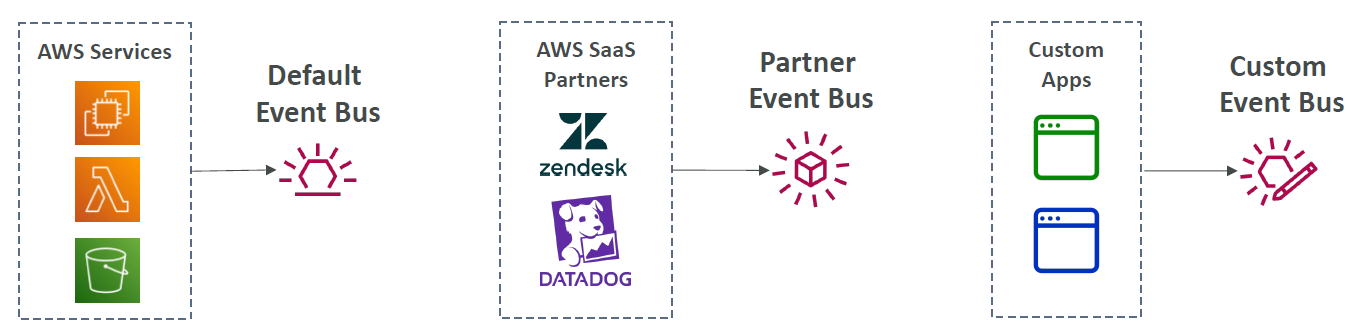 AWS Services
Default
Event Bus
AWS SaaS
Partners
zendesk
DATADOG
Partner
Event Bus
Custom
Apps
Custom
Event Bus